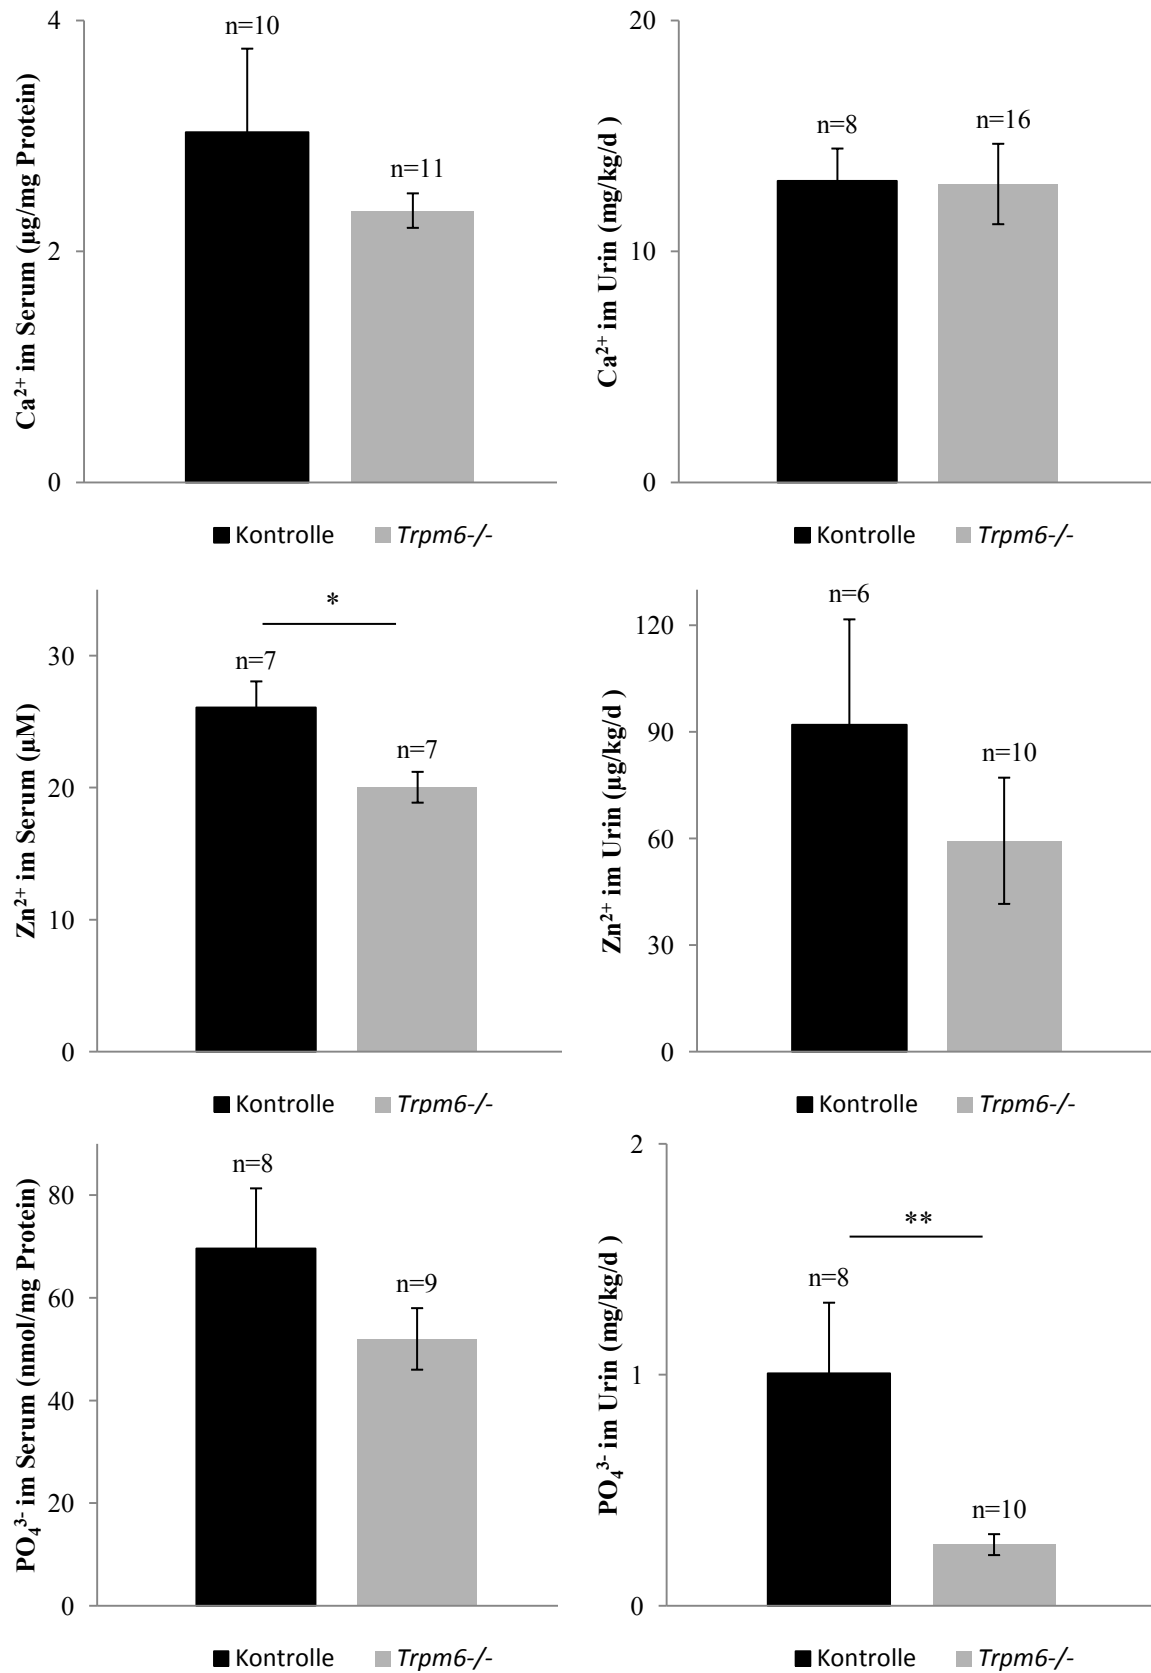 Ca²⁺ im Serum (µg/mg Protein)
4
2
0
n=10
n=11
Kontrolle Trpm6-/-
Ca²⁺ im Urin (mg/kg/d )
20
10
0
n=8
n=16
Kontrolle Trpm6-/-
Zn²⁺ im Serum (µM)
30
20
10
0
*
n=7
n=7
Kontrolle Trpm6-/-
Zn²⁺ im Urin (µg/kg/d )
120
90
60
30
0
n=6
n=10
Kontrolle Trpm6-/-
PO₄³⁻ im Serum (nmol/mg Protein)
80
60
40
20
0
n=8
n=9
Kontrolle Trpm6-/-
PO₄³⁻ im Urin (mg/kg/d )
2
1
0
**
n=8
n=10
Kontrolle Trpm6-/-